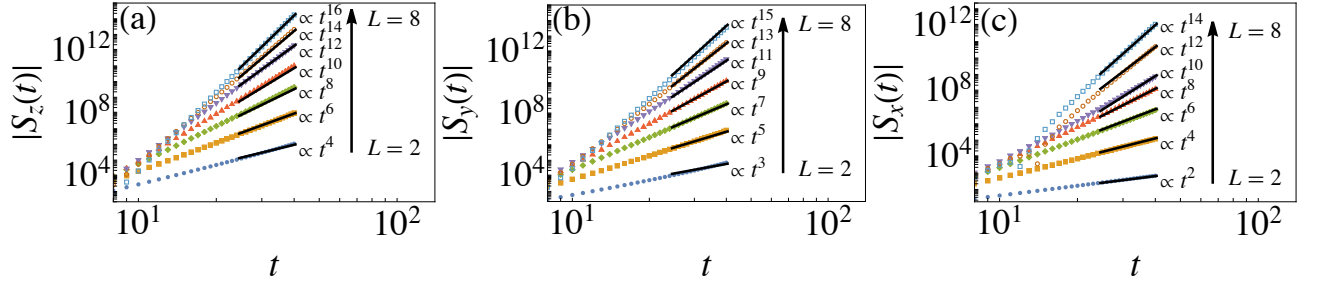 (a)
|S_z(t)|
10^12
10^8
10^4
∝ t^16
∝ t^14
∝ t^12
∝ t^10
∝ t^8
∝ t^6
∝ t^4
L = 8
L = 2
10^1
10^2
t
(b)
|S_y(t)|
10^12
10^8
10^4
∝ t^15
∝ t^13
∝ t^11
∝ t^9
∝ t^7
∝ t^5
∝ t^3
L = 8
L = 2
10^1
10^2
t
(c)
|S_x(t)|
10^12
10^8
10^4
∝ t^14
∝ t^12
∝ t^10
∝ t^8
∝ t^6
∝ t^4
∝ t^2
L = 8
L = 2
10^1
10^2
t